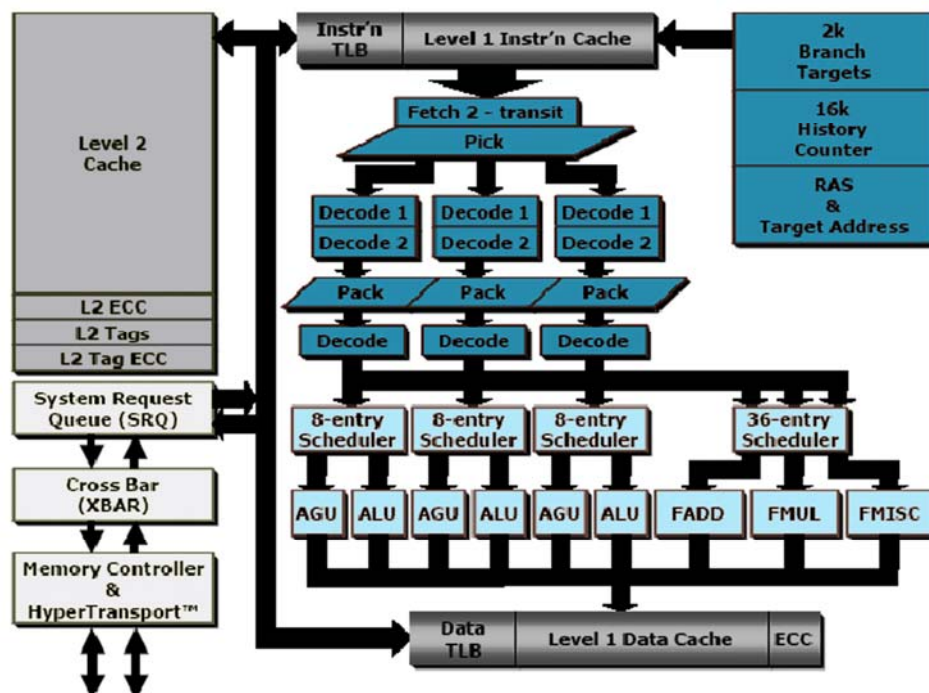 Level 2
Cache
L2 ECC
L2 Tags
L2 Tag ECC
System Request
Queue (SRQ)
Cross Bar
(XBAR)
Memory Controller
&
HyperTransport™
Instr'n
TLB
Level 1 Instr'n Cache
2k
Branch
Targets
16k
History
Counter
RAS
&
Target Address
Fetch 2 - transit
Pick
Decode 1
Decode 2
Decode 1
Decode 2
Decode 1
Decode 2
Pack
Pack
Pack
Decode
Decode
Decode
8-entry
Scheduler
8-entry
Scheduler
8-entry
Scheduler
36-entry
Scheduler
AGU
ALU
AGU
ALU
AGU
ALU
FADD
FMUL
FMISC
Data
TLB
Level 1 Data Cache
ECC